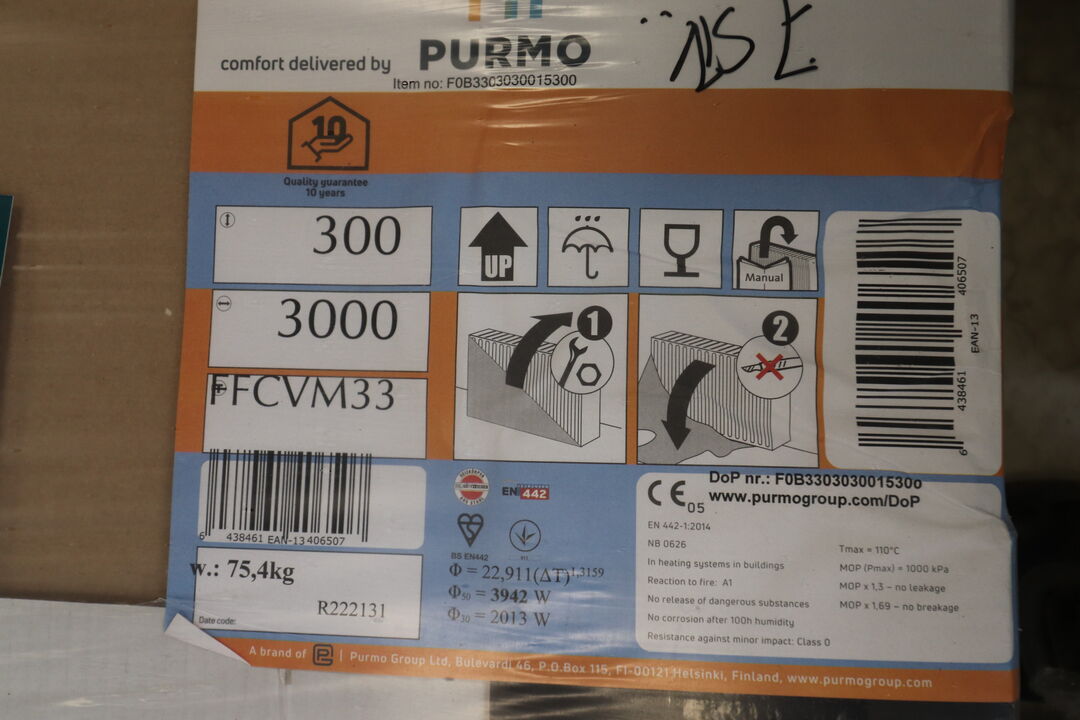 comfort delivered by PURMO
Item no: F0B3303030015300
10
Quality guarantee
10 years
300
UP
Manual
3000
1
2
FFCVM33
6 438461 406507
EAN-13
6 438461 EAN-13 406507
EN 442
BS EN442
CE 05
DoP nr.: F0B3303030015300
www.purmogroup.com/DoP
EN 442-1:2014
NB 0626
In heating systems in buildings
Reaction to fire: A1
No release of dangerous substances
No corrosion after 100h humidity
Resistance against minor impact: Class 0
Tmax = 110°C
MOP (Pmax) = 1000 kPa
MOP x 1,3 – no leakage
MOP x 1,69 – no breakage
w.: 75,4kg
R222131
Date code:
Φ = 22,911(ΔT)^1,3159
Φ50 = 3942 W
Φ30 = 2013 W
A brand of | Purmo Group Ltd, Bulevardi 46, P.O.Box 115, FI-00121 Helsinki, Finland, www.purmogroup.com